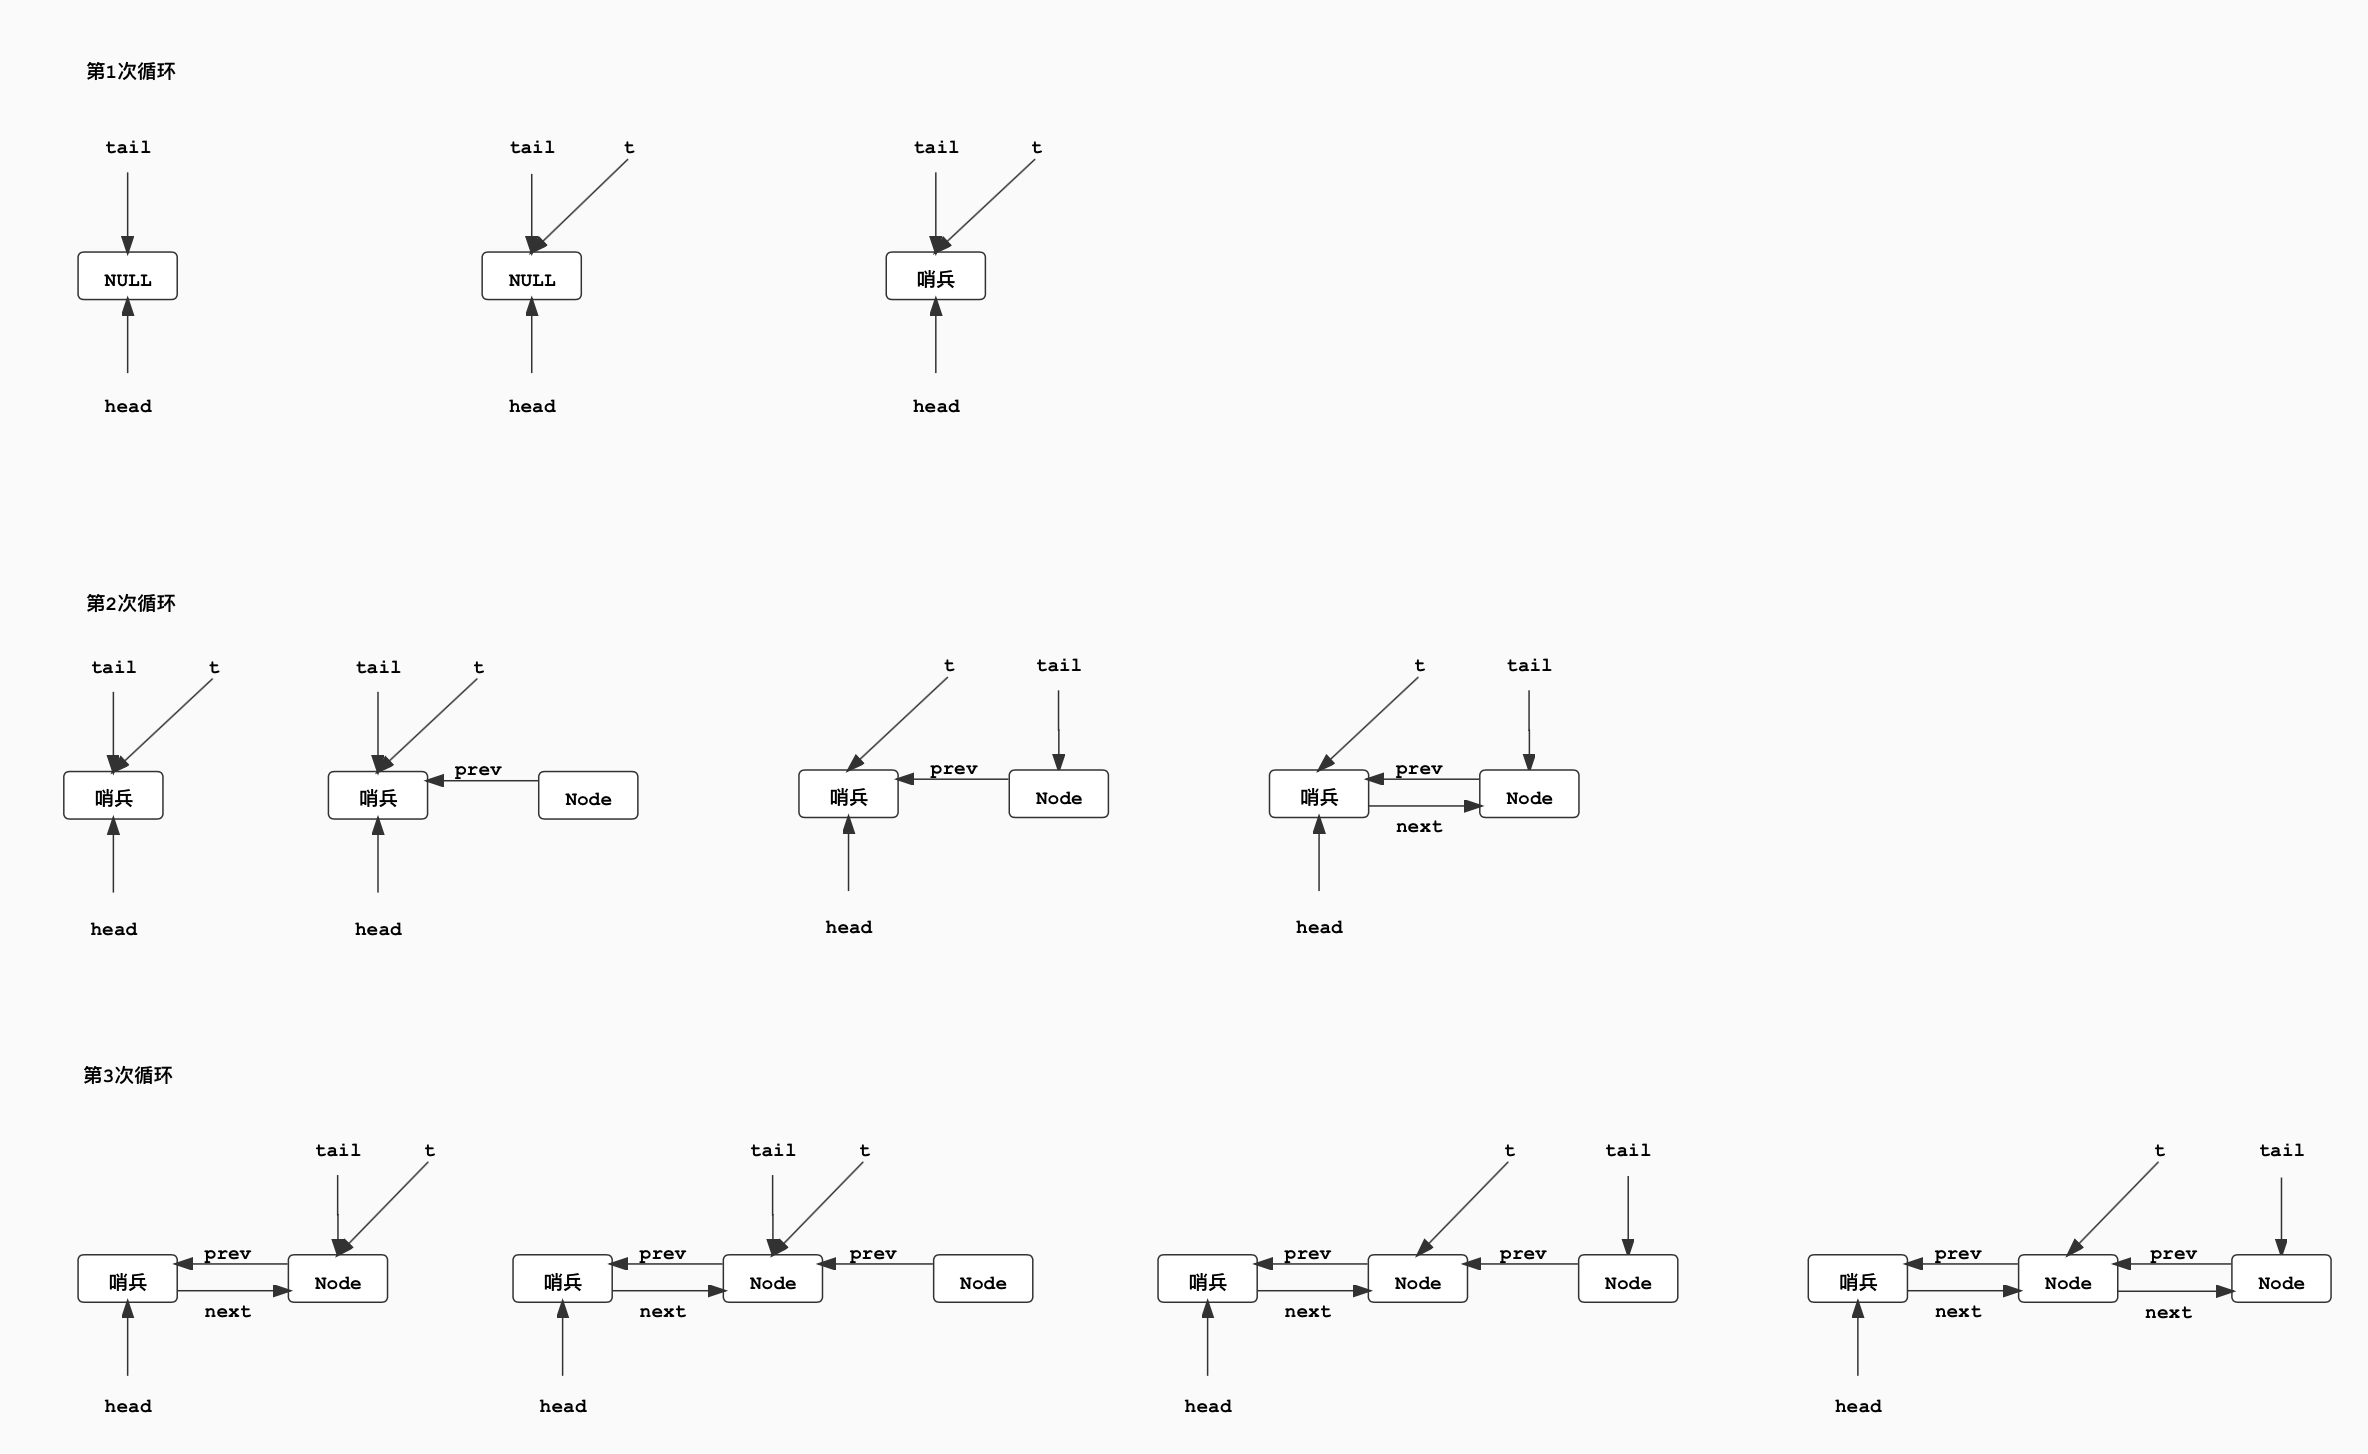 第1次循环
tail
tail t
tail t
NULL
NULL
哨兵
head
head
head
第2次循环
tail t
tail t
t tail
t tail
哨兵
哨兵 prev Node
哨兵 prev Node
哨兵 prev Node
next
head
head
head
head
第3次循环
tail t
tail t
t tail
t tail
哨兵 prev Node
哨兵 prev Node prev Node
哨兵 prev Node prev Node
哨兵 prev Node prev Node
next
next
next
next next
head
head
head
head